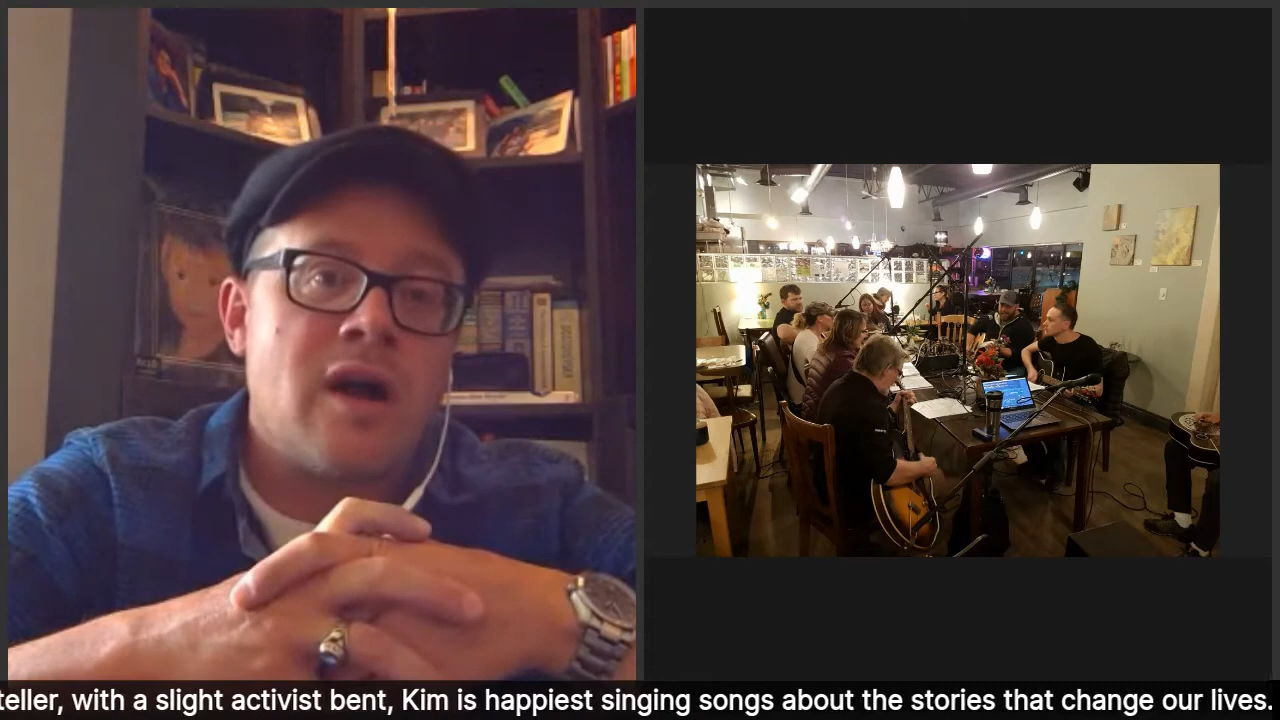 teller, with a slight activist bent, Kim is happiest singing songs about the stories that change our lives.